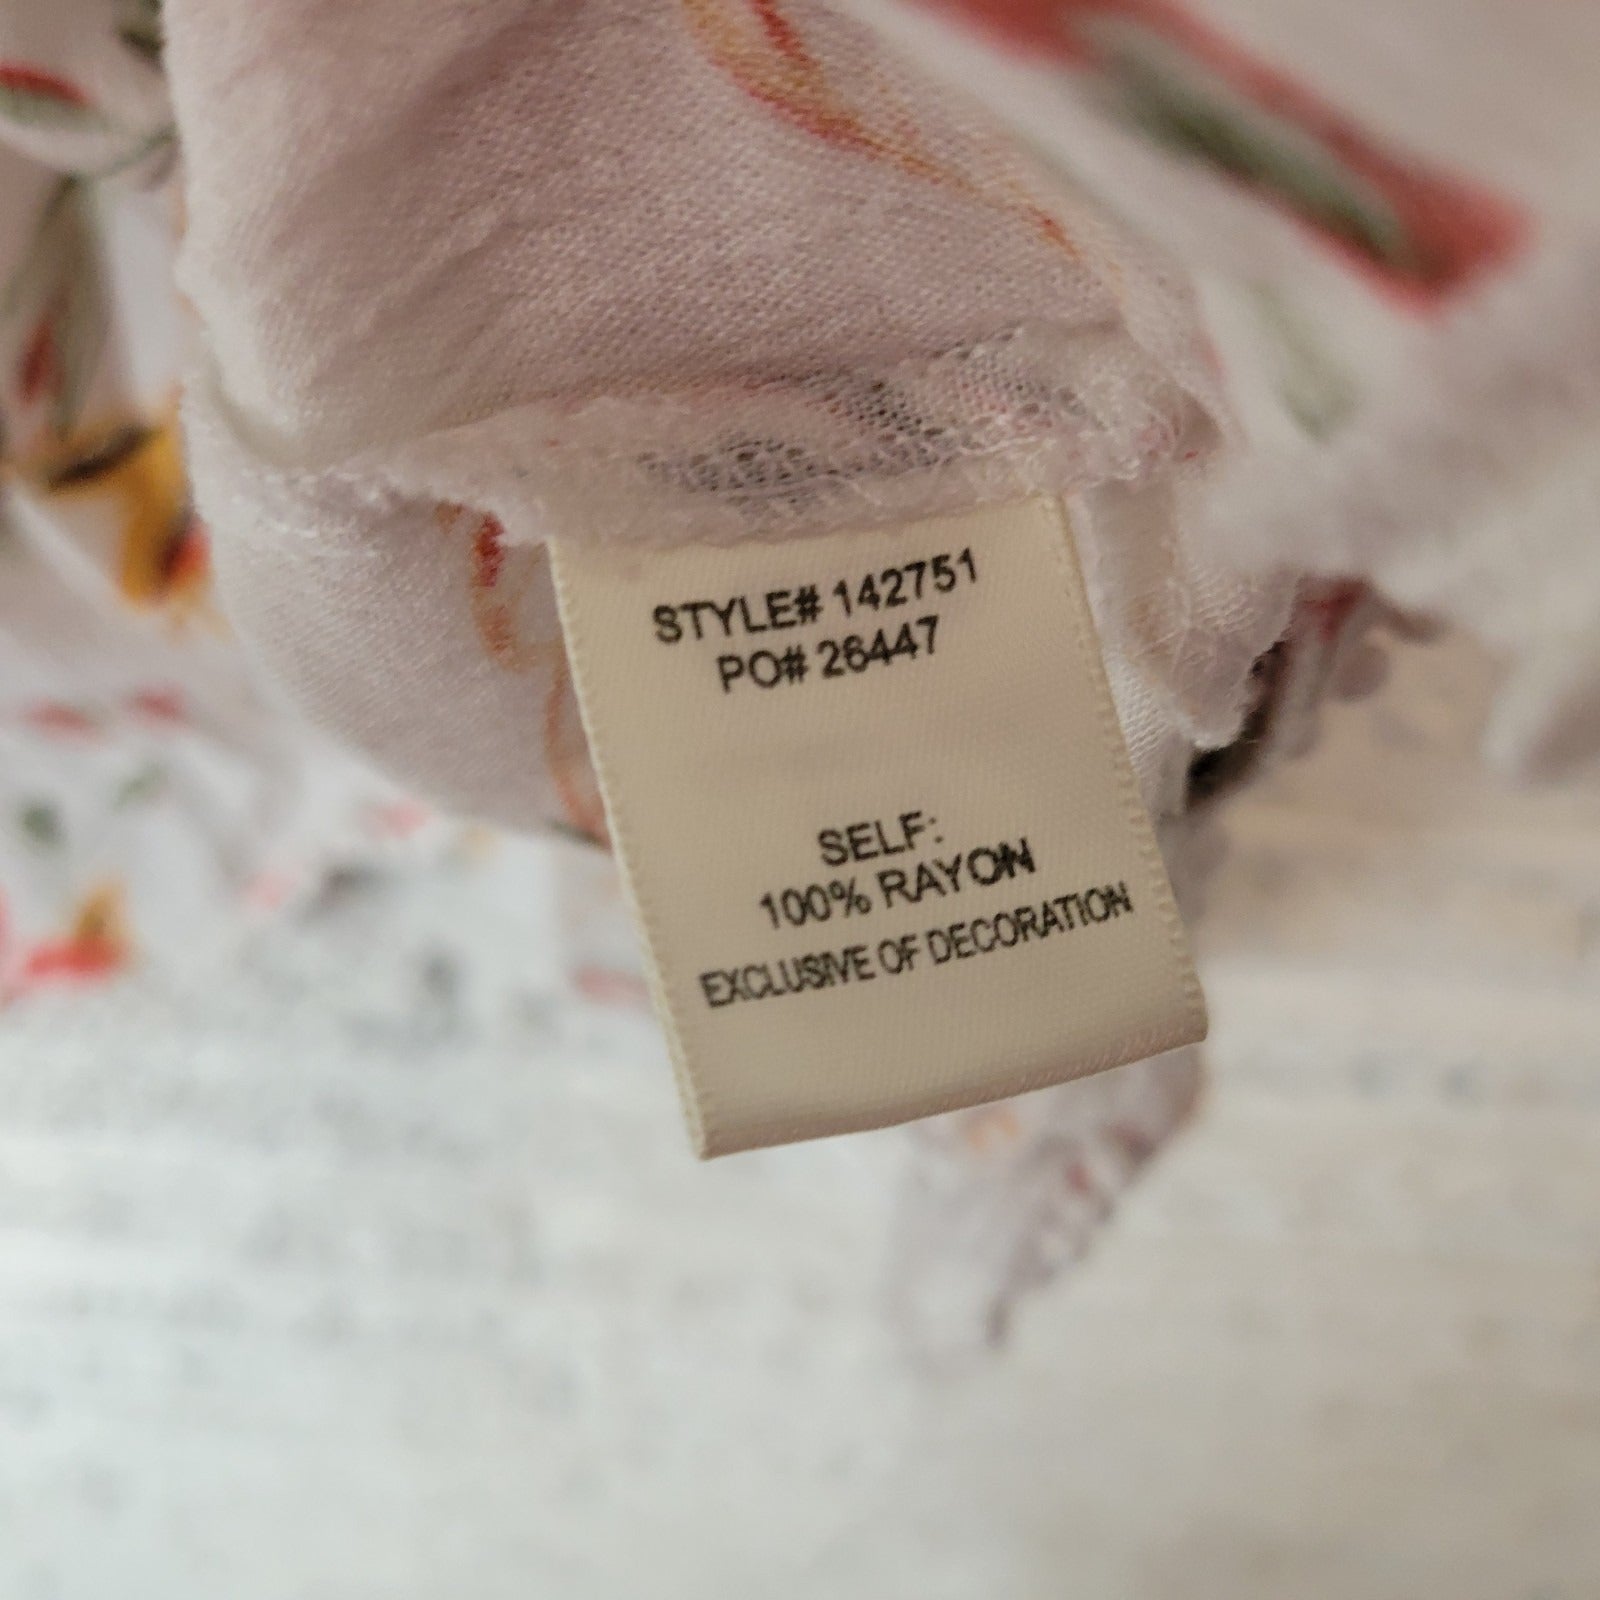 STYLE# 142751
PO# 26447
SELF:
100% RAYON
EXCLUSIVE OF DECORATION